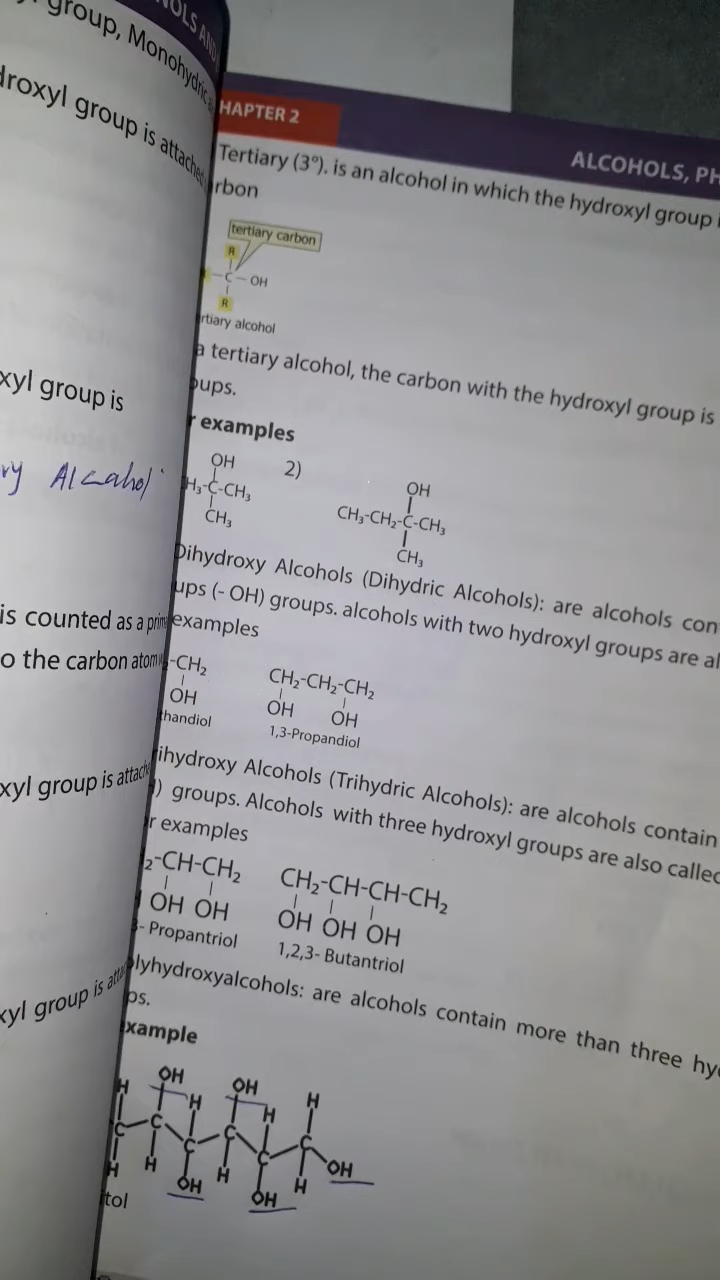 group, Monohydric
droxyl group is attached
xyl group is
ry Alcahol
is counted as a prim
o the carbon atom
xyl group is attach
xyl group is atta
OLS AND
HAPTER 2
ALCOHOLS, PH
Tertiary (3°). is an alcohol in which the hydroxyl group
rbon
tertiary carbon
R
-C-OH
R
rtiary alcohol
a tertiary alcohol, the carbon with the hydroxyl group is
oups.
r examples
OH 2) OH
H₃-C-CH₃ CH₃-CH₂-C-CH₃
CH₃ CH₃
Dihydroxy Alcohols (Dihydric Alcohols): are alcohols con
ups (- OH) groups. alcohols with two hydroxyl groups are al
examples
-CH₂ CH₂-CH₂-CH₂
OH OH OH
thandiol 1,3-Propandiol
rihydroxy Alcohols (Trihydric Alcohols): are alcohols contain
) groups. Alcohols with three hydroxyl groups are also called
r examples
₂-CH-CH₂ CH₂-CH-CH-CH₂
OH OH OH OH OH
- Propantriol 1,2,3- Butantriol
lyhydroxyalcohols: are alcohols contain more than three hy
ps.
xample
OH OH
H H H H
C C C C C C
H H OH H OH H OH
tol